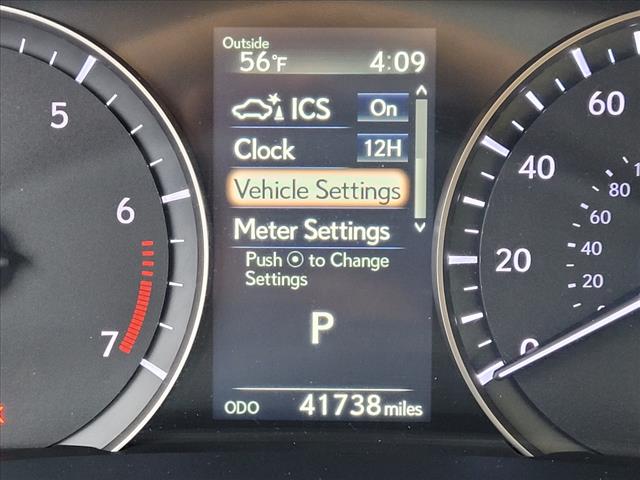 Outside
56°F 4:09
ICS On
Clock 12H
Vehicle Settings
Meter Settings
Push ⦿ to Change
Settings
P
ODO 41738 miles
5
6
7
60
40
20
0
80
60
40
20